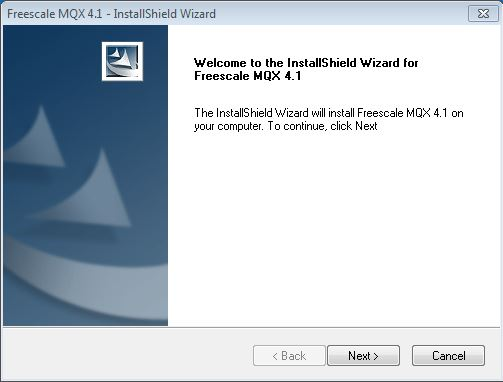 Freescale MQX 4.1 - InstallShield Wizard
Welcome to the InstallShield Wizard for
Freescale MQX 4.1
The InstallShield Wizard will install Freescale MQX 4.1 on
your computer. To continue, click Next
< Back
Next >
Cancel